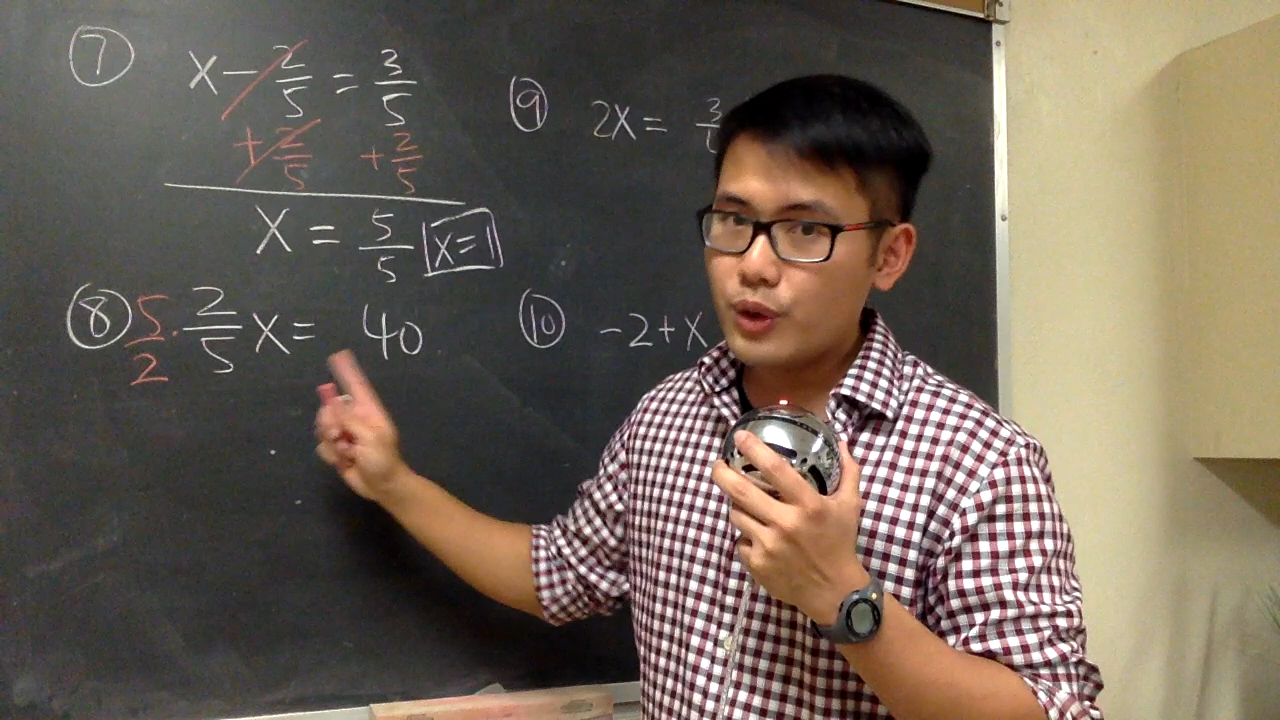 ⑦ x - 2/5 = 3/5
+ 2/5 + 2/5
x = 5/5 x = 1
⑧ 5/2 · 2/5 x = 40
⑨ 2x = 3/
⑩ -2 + x